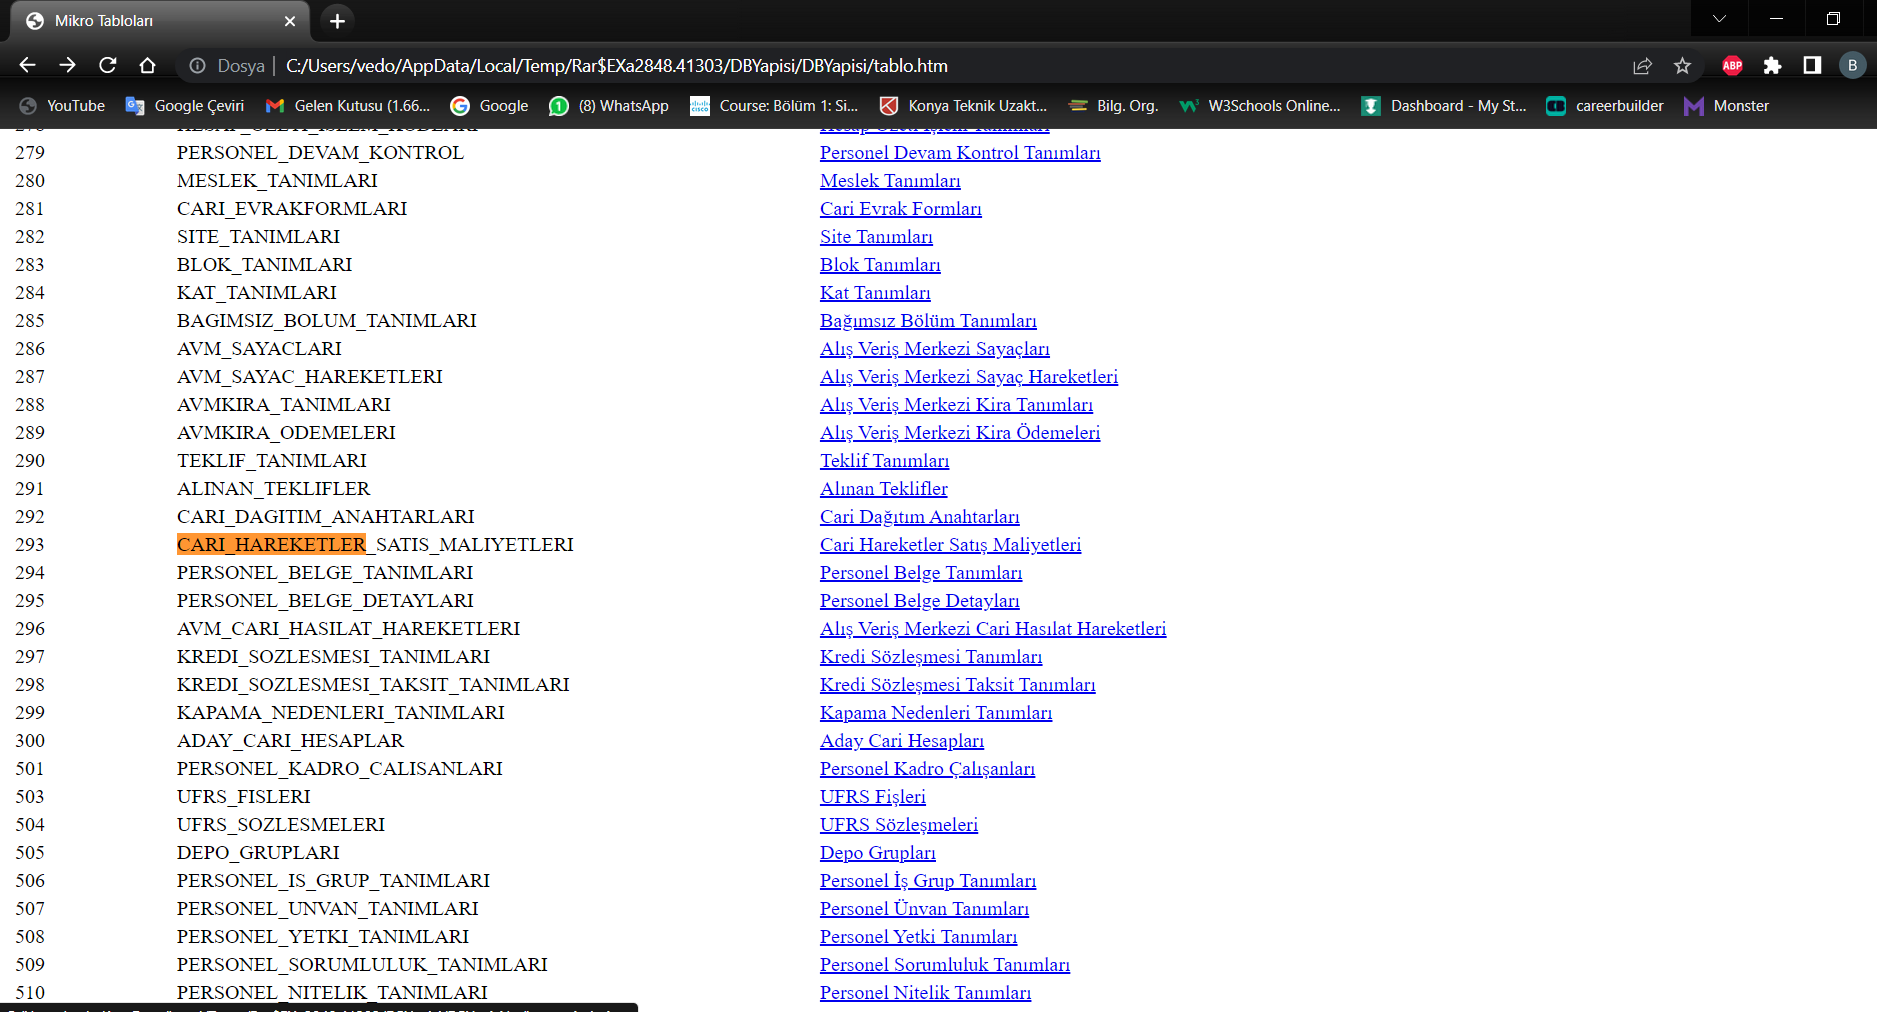 Mikro Tabloları
Dosya | C:/Users/vedo/AppData/Local/Temp/Rar$EXa2848.41303/DBYapisi/DBYapisi/tablo.htm
ABP
B
YouTube Google Çeviri Gelen Kutusu (1.66... Google (8) WhatsApp Course: Bölüm 1: Si... Konya Teknik Uzakt... Bilg. Org. W3Schools Online... Dashboard - My St... careerbuilder Monster
279 PERSONEL_DEVAM_KONTROL Personel Devam Kontrol Tanımları
280 MESLEK_TANIMLARI Meslek Tanımları
281 CARI_EVRAKFORMLARI Cari Evrak Formları
282 SITE_TANIMLARI Site Tanımları
283 BLOK_TANIMLARI Blok Tanımları
284 KAT_TANIMLARI Kat Tanımları
285 BAGIMSIZ_BOLUM_TANIMLARI Bağımsız Bölüm Tanımları
286 AVM_SAYACLARI Alış Veriş Merkezi Sayaçları
287 AVM_SAYAC_HAREKETLERI Alış Veriş Merkezi Sayaç Hareketleri
288 AVMKIRA_TANIMLARI Alış Veriş Merkezi Kira Tanımları
289 AVMKIRA_ODEMELERI Alış Veriş Merkezi Kira Ödemeleri
290 TEKLIF_TANIMLARI Teklif Tanımları
291 ALINAN_TEKLIFLER Alınan Teklifler
292 CARI_DAGITIM_ANAHTARLARI Cari Dağıtım Anahtarları
293 CARI_HAREKETLER_SATIS_MALIYETLERI Cari Hareketler Satış Maliyetleri
294 PERSONEL_BELGE_TANIMLARI Personel Belge Tanımları
295 PERSONEL_BELGE_DETAYLARI Personel Belge Detayları
296 AVM_CARI_HASILAT_HAREKETLERI Alış Veriş Merkezi Cari Hasılat Hareketleri
297 KREDI_SOZLESMESI_TANIMLARI Kredi Sözleşmesi Tanımları
298 KREDI_SOZLESMESI_TAKSIT_TANIMLARI Kredi Sözleşmesi Taksit Tanımları
299 KAPAMA_NEDENLERI_TANIMLARI Kapama Nedenleri Tanımları
300 ADAY_CARI_HESAPLAR Aday Cari Hesapları
501 PERSONEL_KADRO_CALISANLARI Personel Kadro Çalışanları
503 UFRS_FISLERI UFRS Fişleri
504 UFRS_SOZLESMELERI UFRS Sözleşmeleri
505 DEPO_GRUPLARI Depo Grupları
506 PERSONEL_IS_GRUP_TANIMLARI Personel İş Grup Tanımları
507 PERSONEL_UNVAN_TANIMLARI Personel Ünvan Tanımları
508 PERSONEL_YETKI_TANIMLARI Personel Yetki Tanımları
509 PERSONEL_SORUMLULUK_TANIMLARI Personel Sorumluluk Tanımları
510 PERSONEL_NITELIK_TANIMLARI Personel Nitelik Tanımları